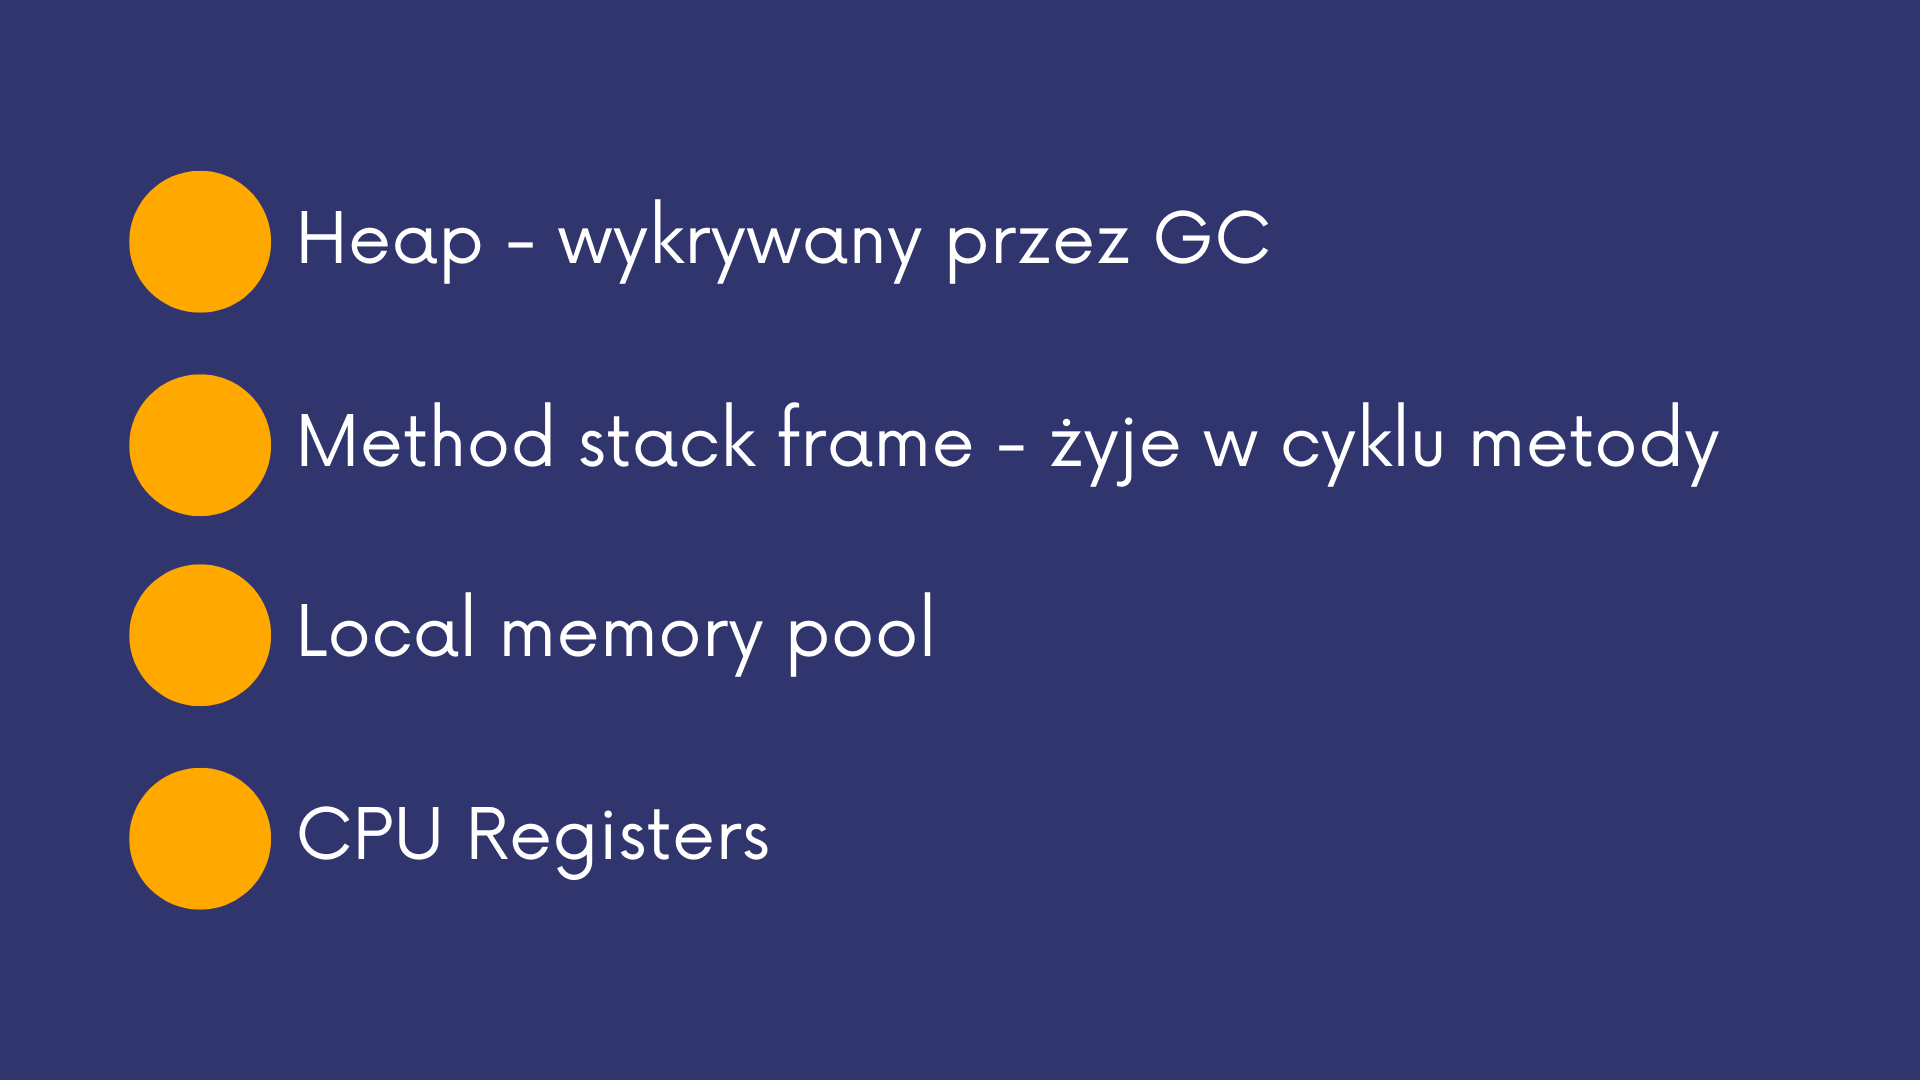 Heap - wykrywany przez GC
Method stack frame - żyje w cyklu metody
Local memory pool
CPU Registers